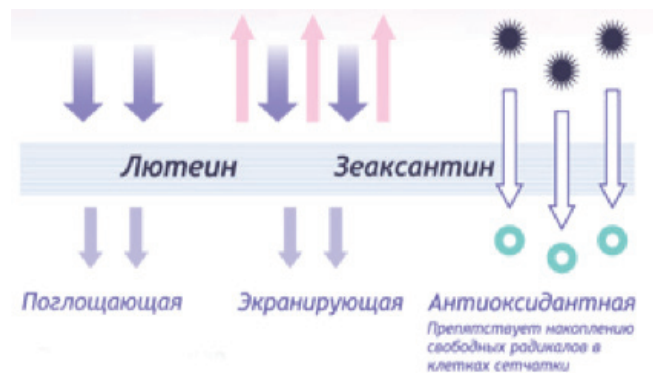 Лютеин Зеаксантин
Поглощающая Экранирующая Антиоксидантная
Препятствует накоплению
свободных радикалов в
клетках сетчатки